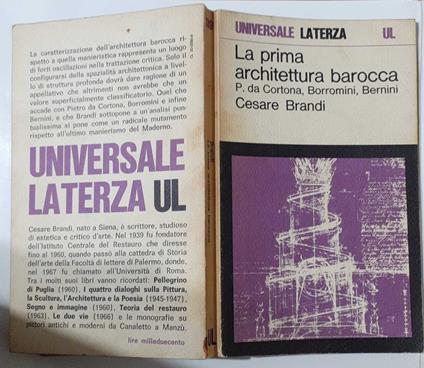 La caratterizzazione dell'architettura barocca ri-
spetto a quella manieristica rappresenta un luogo
di forti oscillazioni nella trattazione critica. Solo il
configurarsi della spazialità architettonica a livel-
lo di struttura profonda dovrà dare ragione di un
appellativo che altrimenti non avrebbe che un
valore superficialmente classificatorio. Quel che
accade con Pietro da Cortona, Borromini e infine
Bernini, e che Brandi sottopone a un'analisi pun-
tualissima si pone come un radicale mutamento
rispetto all'ultimo manierismo del Maderno.
UNIVERSALE
LATERZA UL
Cesare Brandi, nato a Siena, è scrittore, studioso
di estetica e critico d'arte. Nel 1939 fu fondatore
dell'Istituto Centrale del Restauro che diresse
fino al 1960, quando passò alla cattedra di Storia
dell'arte della Facoltà di lettere di Palermo, donde,
nel 1967 fu chiamato all'Università di Roma.
Tra i molti suoi libri vanno ricordati: Pellegrino
di Puglia (1960), I quattro dialoghi sulla Pittura,
la Scultura, l'Architettura e la Poesia (1945-1947),
Segno e immagine (1960), Teoria del restauro
(1963), Le due vie (1966) e le monografie su
pittori antichi e moderni da Canaletto a Manzù.
lire milleduecento
UNIVERSALE LATERZA UL
La prima
architettura barocca
P. da Cortona, Borromini, Bernini
Cesare Brandi